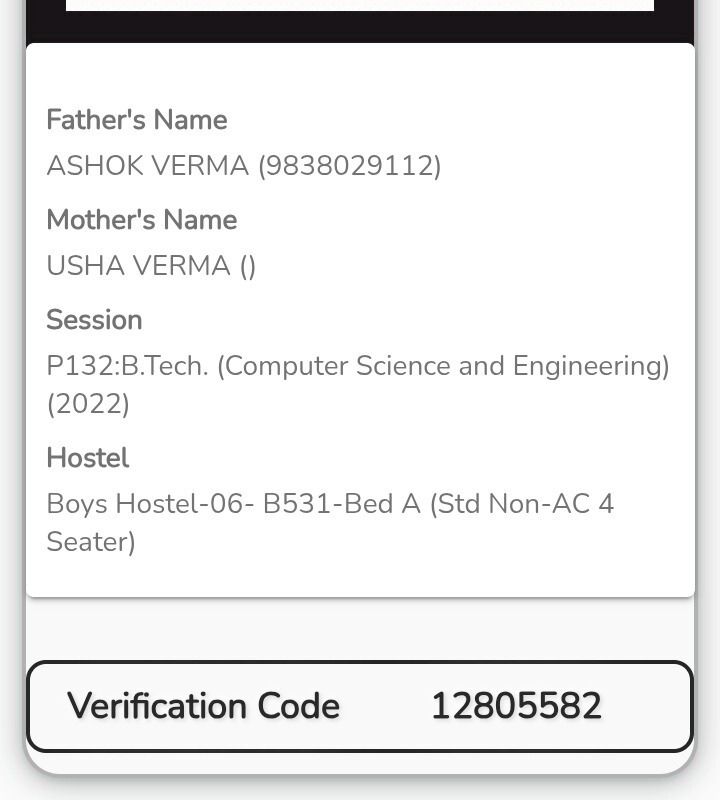 Father's Name
ASHOK VERMA (9838029112)
Mother's Name
USHA VERMA ()
Session
P132:B.Tech. (Computer Science and Engineering)
(2022)
Hostel
Boys Hostel-06- B531-Bed A (Std Non-AC 4
Seater)
Verification Code 12805582